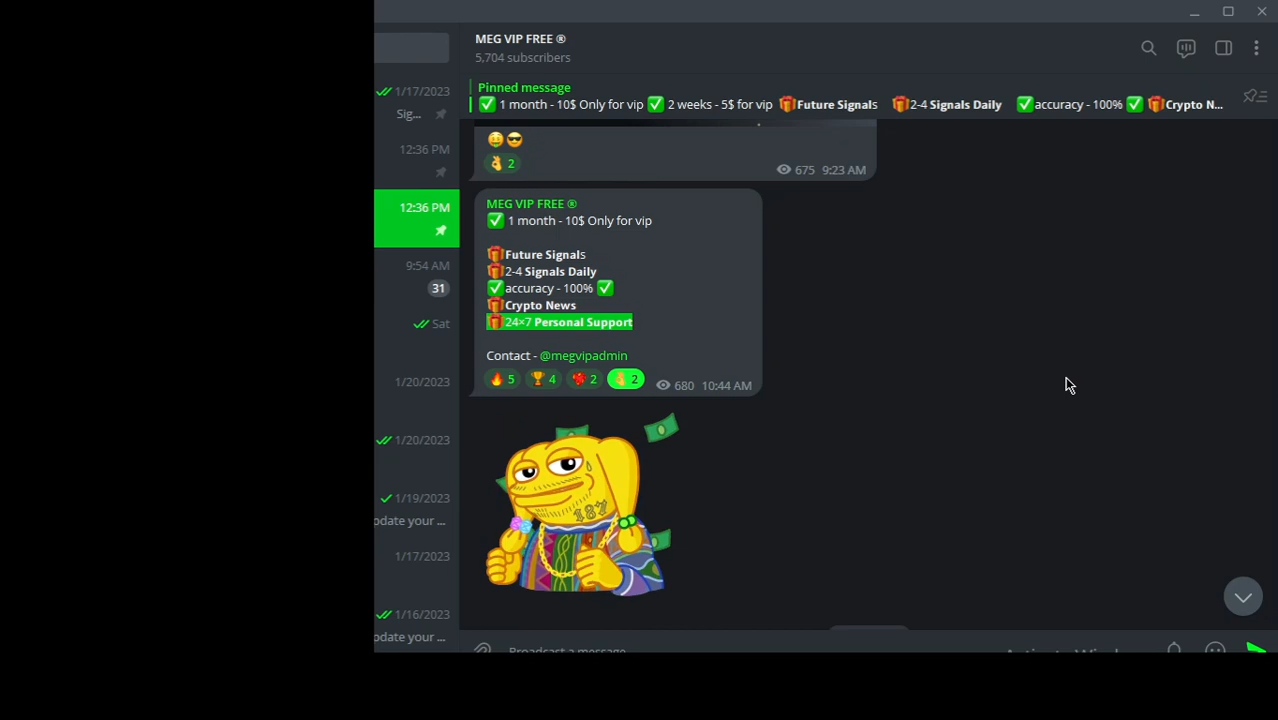 MEG VIP FREE ®
5,704 subscribers
Pinned message
✅ 1 month - 10$ Only for vip ✅ 2 weeks - 5$ for vip 🎁Future Signals 🎁2-4 Signals Daily ✅accuracy - 100% ✅ 🎁Crypto N...
1/17/2023
Sig...
12:36 PM
12:36 PM
9:54 AM
31
Sat
1/20/2023
1/20/2023
1/19/2023
pdate your ...
1/17/2023
1/16/2023
pdate your ...
🤑😎
👌 2
675 9:23 AM
MEG VIP FREE ®
✅ 1 month - 10$ Only for vip
🎁Future Signals
🎁2-4 Signals Daily
✅accuracy - 100% ✅
🎁Crypto News
🎁24×7 Personal Support
Contact - @megvipadmin
🔥 5 🏆 4 2 👌 2 680 10:44 AM
187
Broadcast a message